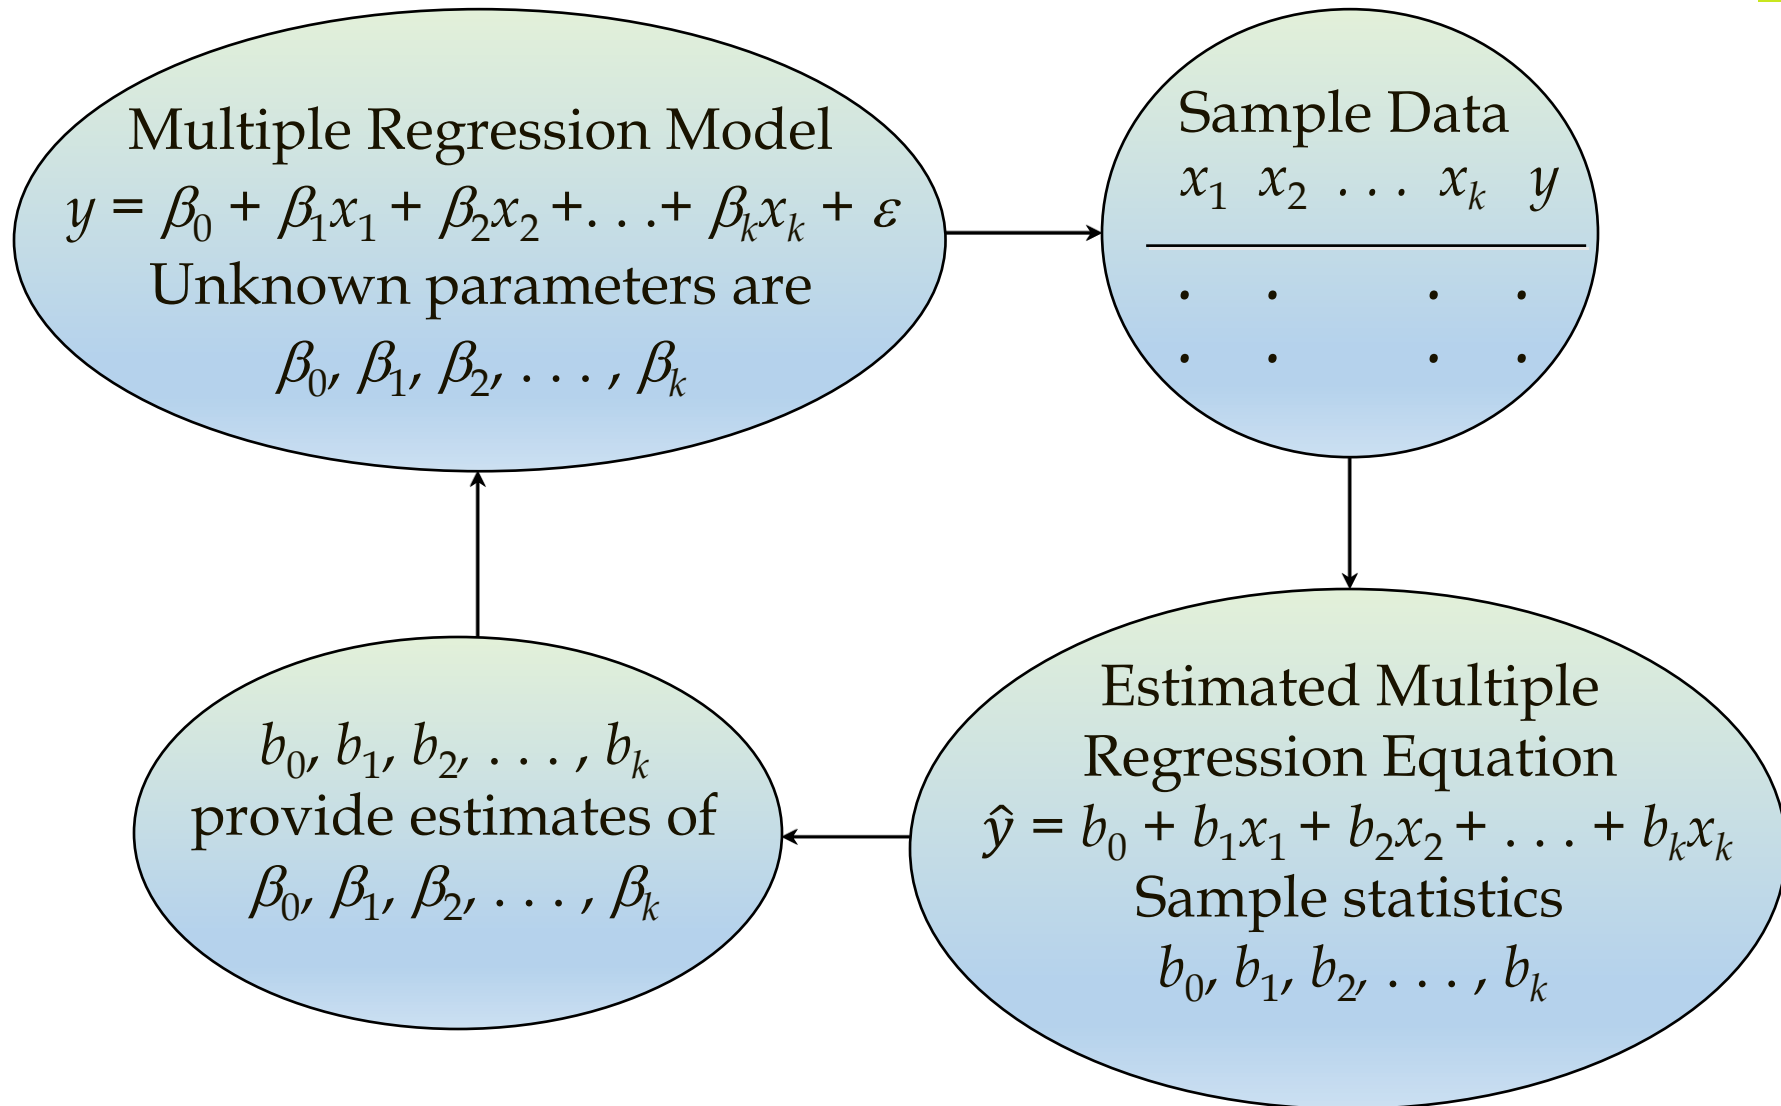 Multiple Regression Model
y = β₀ + β₁x₁ + β₂x₂ +. . .+ βₖxₖ + ε
Unknown parameters are
β₀, β₁, β₂, . . . , βₖ
Sample Data
x₁ x₂ . . . xₖ y
. . . .
. . . .
Estimated Multiple
Regression Equation
ŷ = b₀ + b₁x₁ + b₂x₂ + . . . + bₖxₖ
Sample statistics
b₀, b₁, b₂, . . . , bₖ
b₀, b₁, b₂, . . . , bₖ
provide estimates of
β₀, β₁, β₂, . . . , βₖ